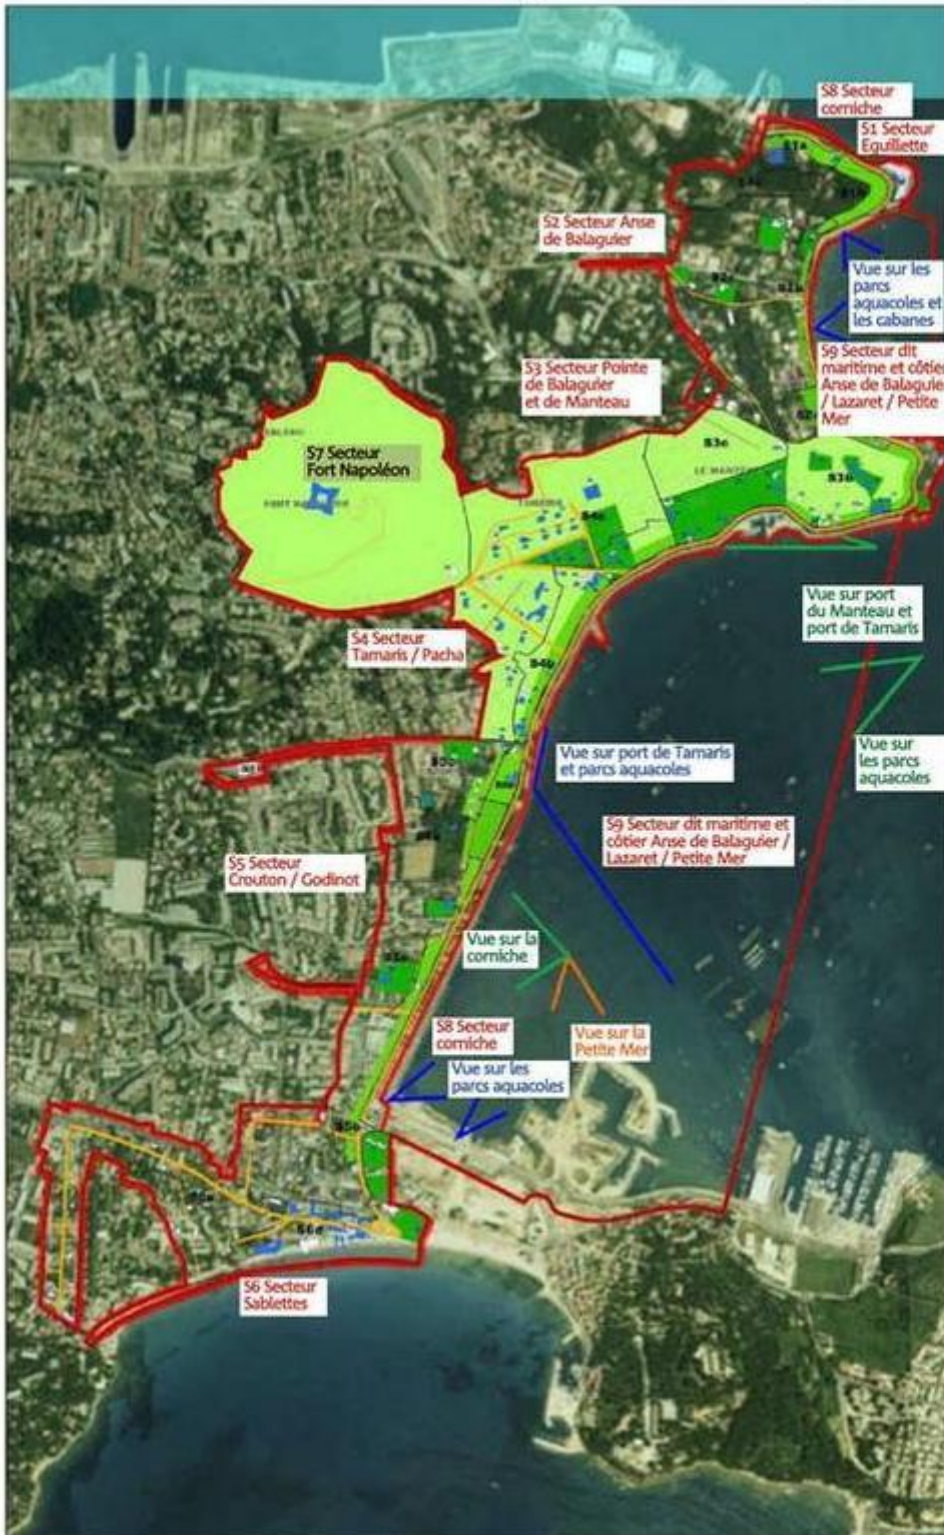 S8 Secteur
corniche
S1 Secteur
Eguillette
S2 Secteur Anse
de Balaguier
Vue sur les
parcs
aquacoles et
les cabanes
S3 Secteur Pointe
de Balaguier
et de Manteau
S9 Secteur dit
maritime et côtier
Anse de Balaguie
/ Lazaret / Petite
Mer
S7 Secteur
Fort Napoléon
S3c
LE MANTEA
S3b
Vue sur port
du Manteau et
port de Tamaris
S4 Secteur
Tamaris / Pacha
S4b
Vue sur port de Tamaris
et parcs aquacoles
Vue sur
les parcs
aquacoles
S9 Secteur dit maritime et
côtier Anse de Balaguier /
Lazaret / Petite Mer
S5 Secteur
Crouton / Godinot
Vue sur la
corniche
S8 Secteur
corniche
Vue sur la
Petite Mer
Vue sur les
parcs aquacoles
S6 Secteur
Sablettes